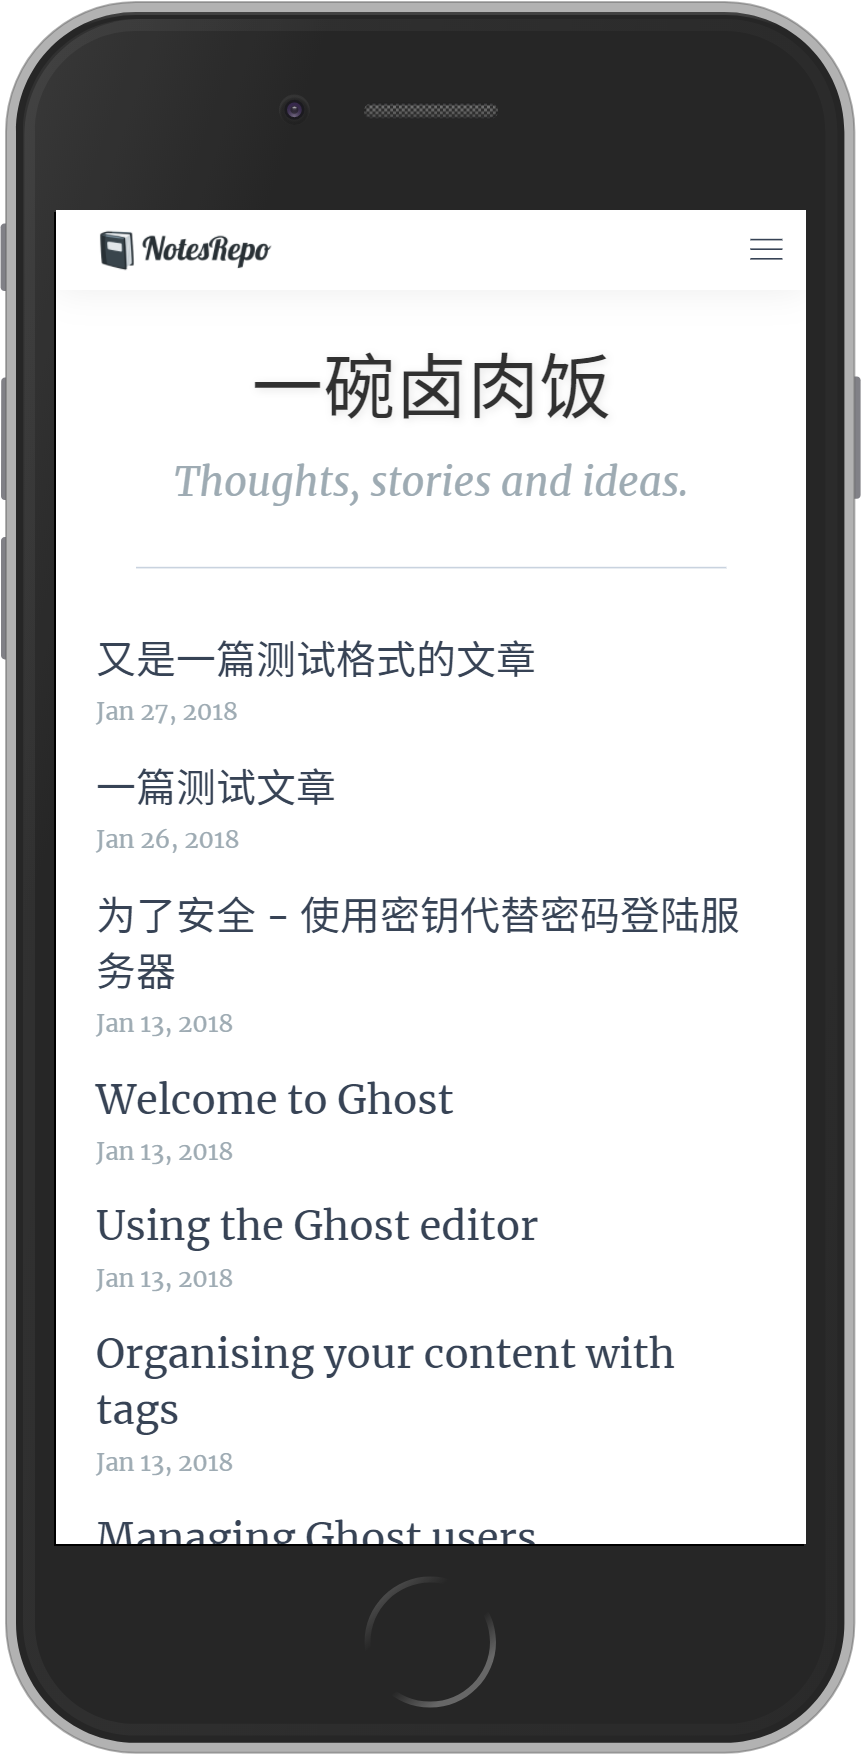 NotesRepo
一碗卤肉饭
Thoughts, stories and ideas.
又是一篇测试格式的文章
Jan 27, 2018
一篇测试文章
Jan 26, 2018
为了安全 - 使用密钥代替密码登陆服
务器
Jan 13, 2018
Welcome to Ghost
Jan 13, 2018
Using the Ghost editor
Jan 13, 2018
Organising your content with
tags
Jan 13, 2018
Managing Ghost users